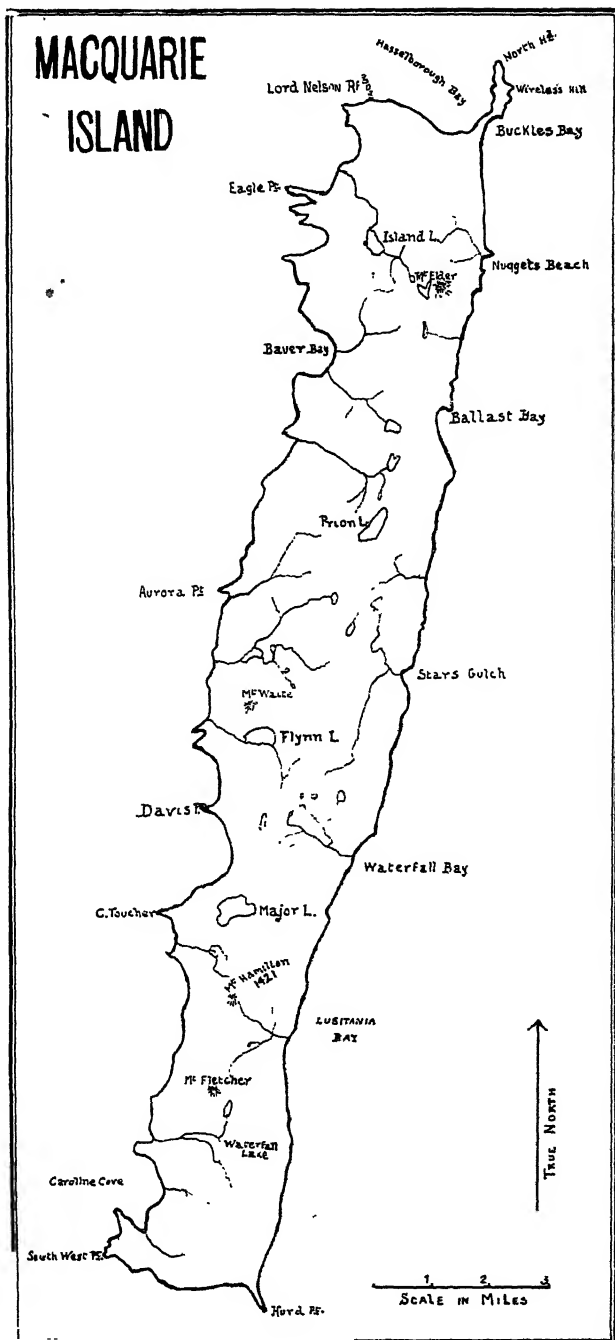 MACQUARIE
ISLAND
Hasselborough Bay
North Hd.
Lord Nelson Rf
Wireless Hill
Buckles Bay
Eagle Pt.
Island L.
Nuggets Beach
Mt Elder
Bauer Bay
Ballast Bay
Prion L.
Aurora Pt
Stars Gulch
Mt Waite
Flynn L
Davis Pt
Waterfall Bay
C. Toucher
Major L.
Mt Hamilton
1421
LUSITANIA
BAY
Mt Fletcher
Waterfall
Lake
TRUE NORTH
Caroline Cove
South West Pt.
1.
2.
3
SCALE IN MILES
Hurd Pt.